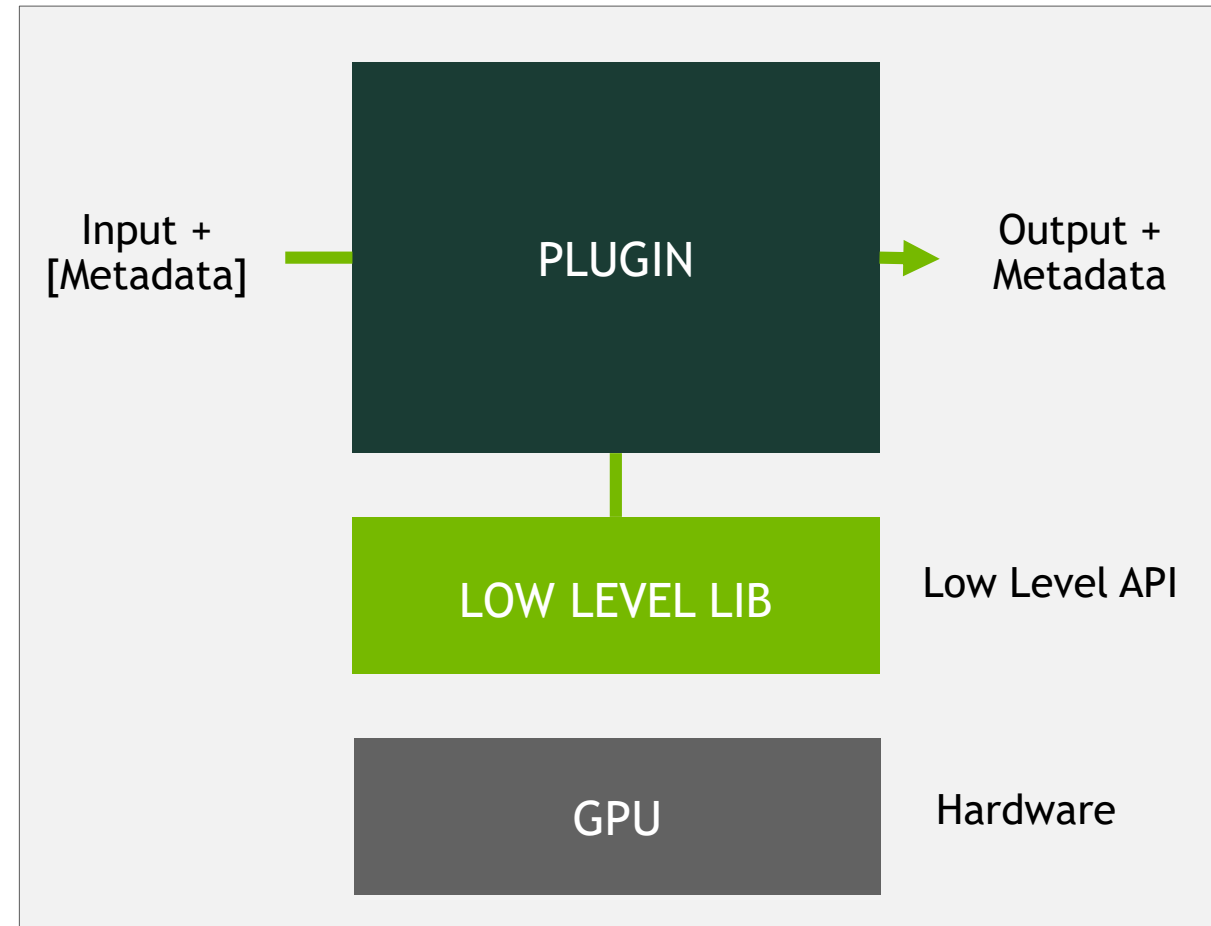 Input +
[Metadata]
PLUGIN
Output +
Metadata
LOW LEVEL LIB
Low Level API
GPU
Hardware